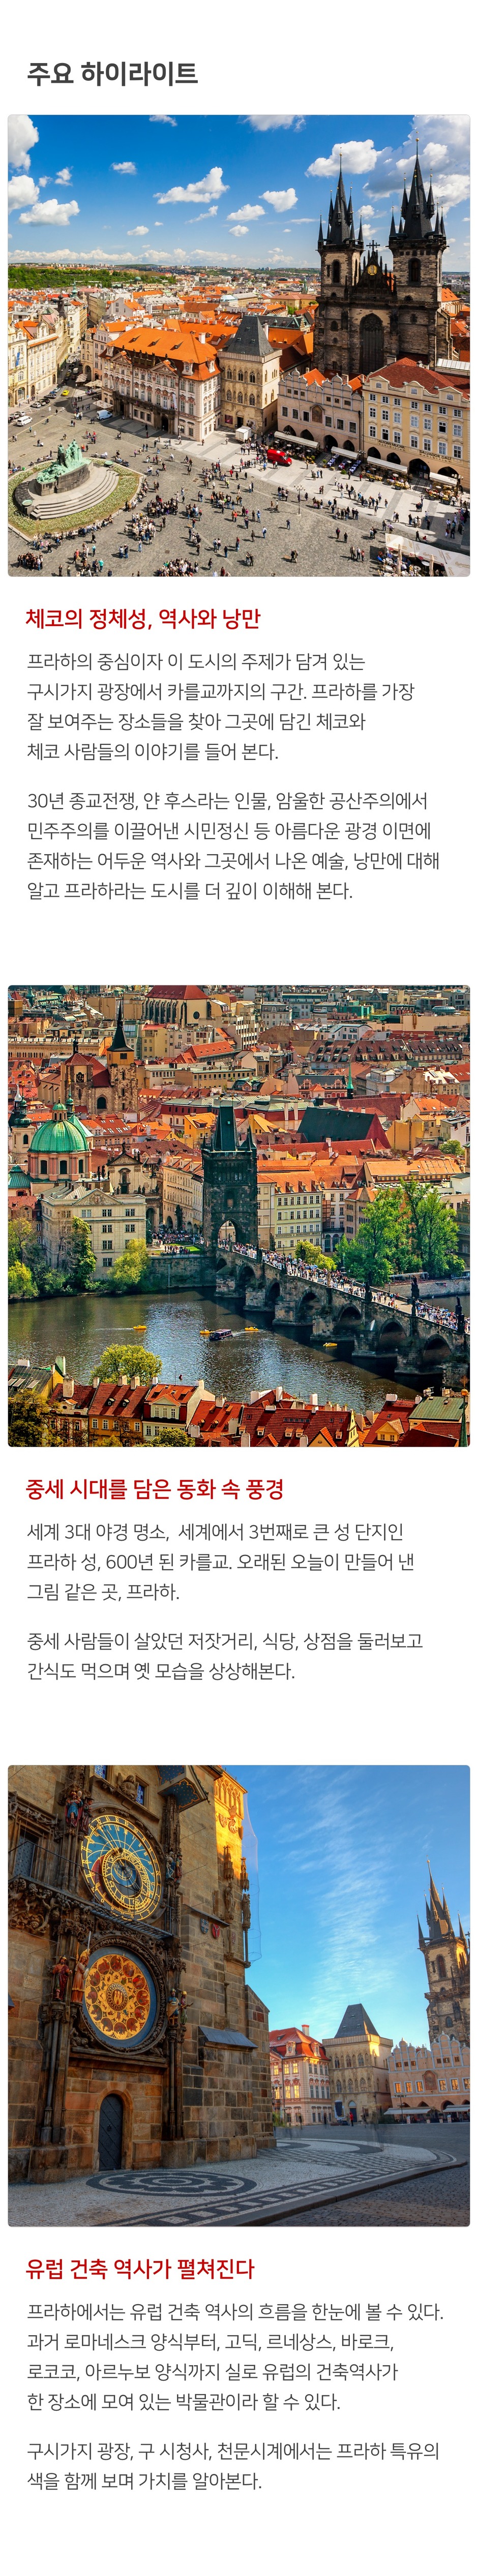 주요 하이라이트
체코의 정체성, 역사와 낭만
프라하의 중심이자 이 도시의 주제가 담겨 있는
구시가지 광장에서 카를교까지의 구간. 프라하를 가장
잘 보여주는 장소들을 찾아 그곳에 담긴 체코와
체코 사람들의 이야기를 들어 본다.
30년 종교전쟁, 얀 후스라는 인물, 암울한 공산주의에서
민주주의를 이끌어낸 시민정신 등 아름다운 광경 이면에
존재하는 어두운 역사와 그곳에서 나온 예술, 낭만에 대해
알고 프라하라는 도시를 더 깊이 이해해 본다.
중세 시대를 담은 동화 속 풍경
세계 3대 야경 명소, 세계에서 3번째로 큰 성 단지인
프라하 성, 600년 된 카를교. 오래된 오늘이 만들어 낸
그림 같은 곳, 프라하.
중세 사람들이 살았던 저잣거리, 식당, 상점을 둘러보고
간식도 먹으며 옛 모습을 상상해본다.
유럽 건축 역사가 펼쳐진다
프라하에서는 유럽 건축 역사의 흐름을 한눈에 볼 수 있다.
과거 로마네스크 양식부터, 고딕, 르네상스, 바로크,
로코코, 아르누보 양식까지 실로 유럽의 건축역사가
한 장소에 모여 있는 박물관이라 할 수 있다.
구시가지 광장, 구 시청사, 천문시계에서는 프라하 특유의
색을 함께 보며 가치를 알아본다.